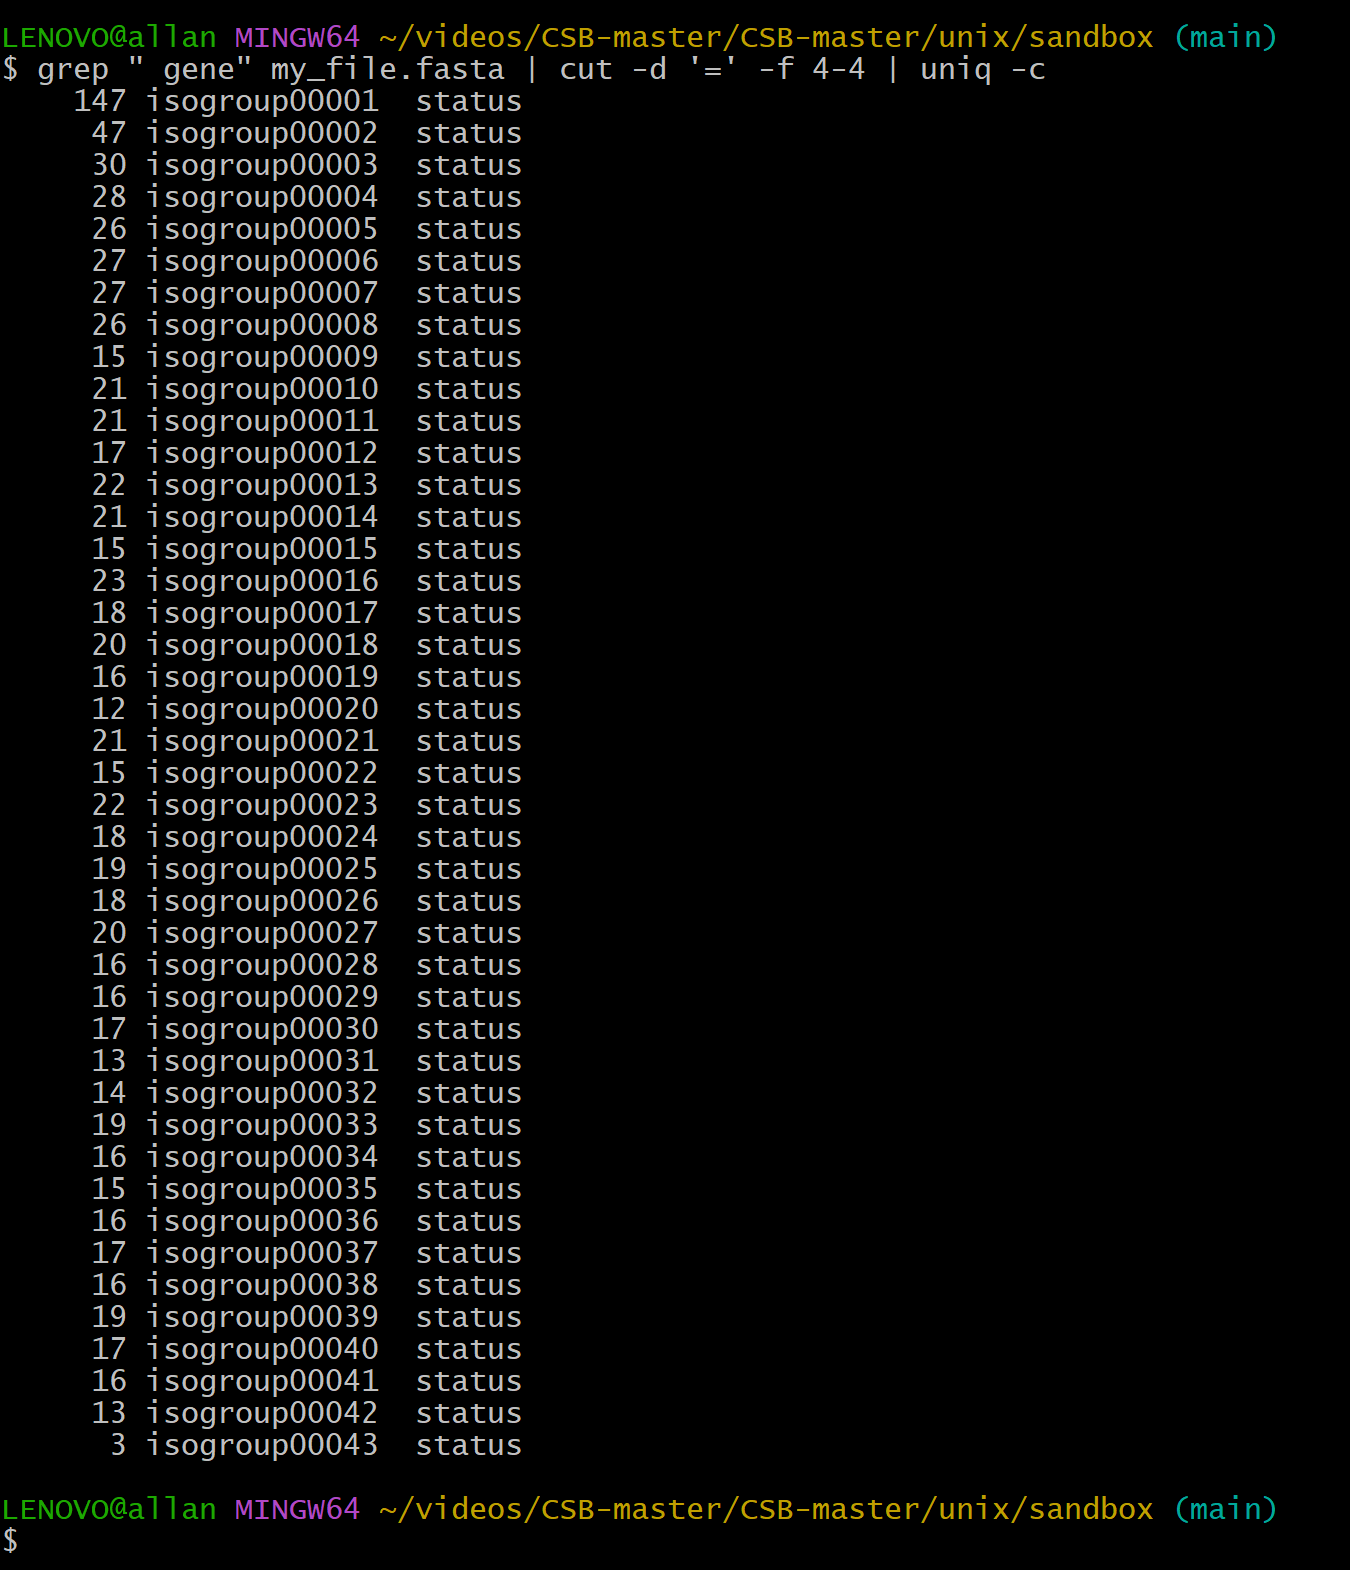 LENOVO@allan MINGW64 ~/videos/CSB-master/CSB-master/unix/sandbox (main)
$ grep " gene" my_file.fasta | cut -d '=' -f 4-4 | uniq -c
147 isogroup00001  status
47 isogroup00002  status
30 isogroup00003  status
28 isogroup00004  status
26 isogroup00005  status
27 isogroup00006  status
27 isogroup00007  status
26 isogroup00008  status
15 isogroup00009  status
21 isogroup00010  status
21 isogroup00011  status
17 isogroup00012  status
22 isogroup00013  status
21 isogroup00014  status
15 isogroup00015  status
23 isogroup00016  status
18 isogroup00017  status
20 isogroup00018  status
16 isogroup00019  status
12 isogroup00020  status
21 isogroup00021  status
15 isogroup00022  status
22 isogroup00023  status
18 isogroup00024  status
19 isogroup00025  status
18 isogroup00026  status
20 isogroup00027  status
16 isogroup00028  status
16 isogroup00029  status
17 isogroup00030  status
13 isogroup00031  status
14 isogroup00032  status
19 isogroup00033  status
16 isogroup00034  status
15 isogroup00035  status
16 isogroup00036  status
17 isogroup00037  status
16 isogroup00038  status
19 isogroup00039  status
17 isogroup00040  status
16 isogroup00041  status
13 isogroup00042  status
3 isogroup00043  status
LENOVO@allan MINGW64 ~/videos/CSB-master/CSB-master/unix/sandbox (main)
$